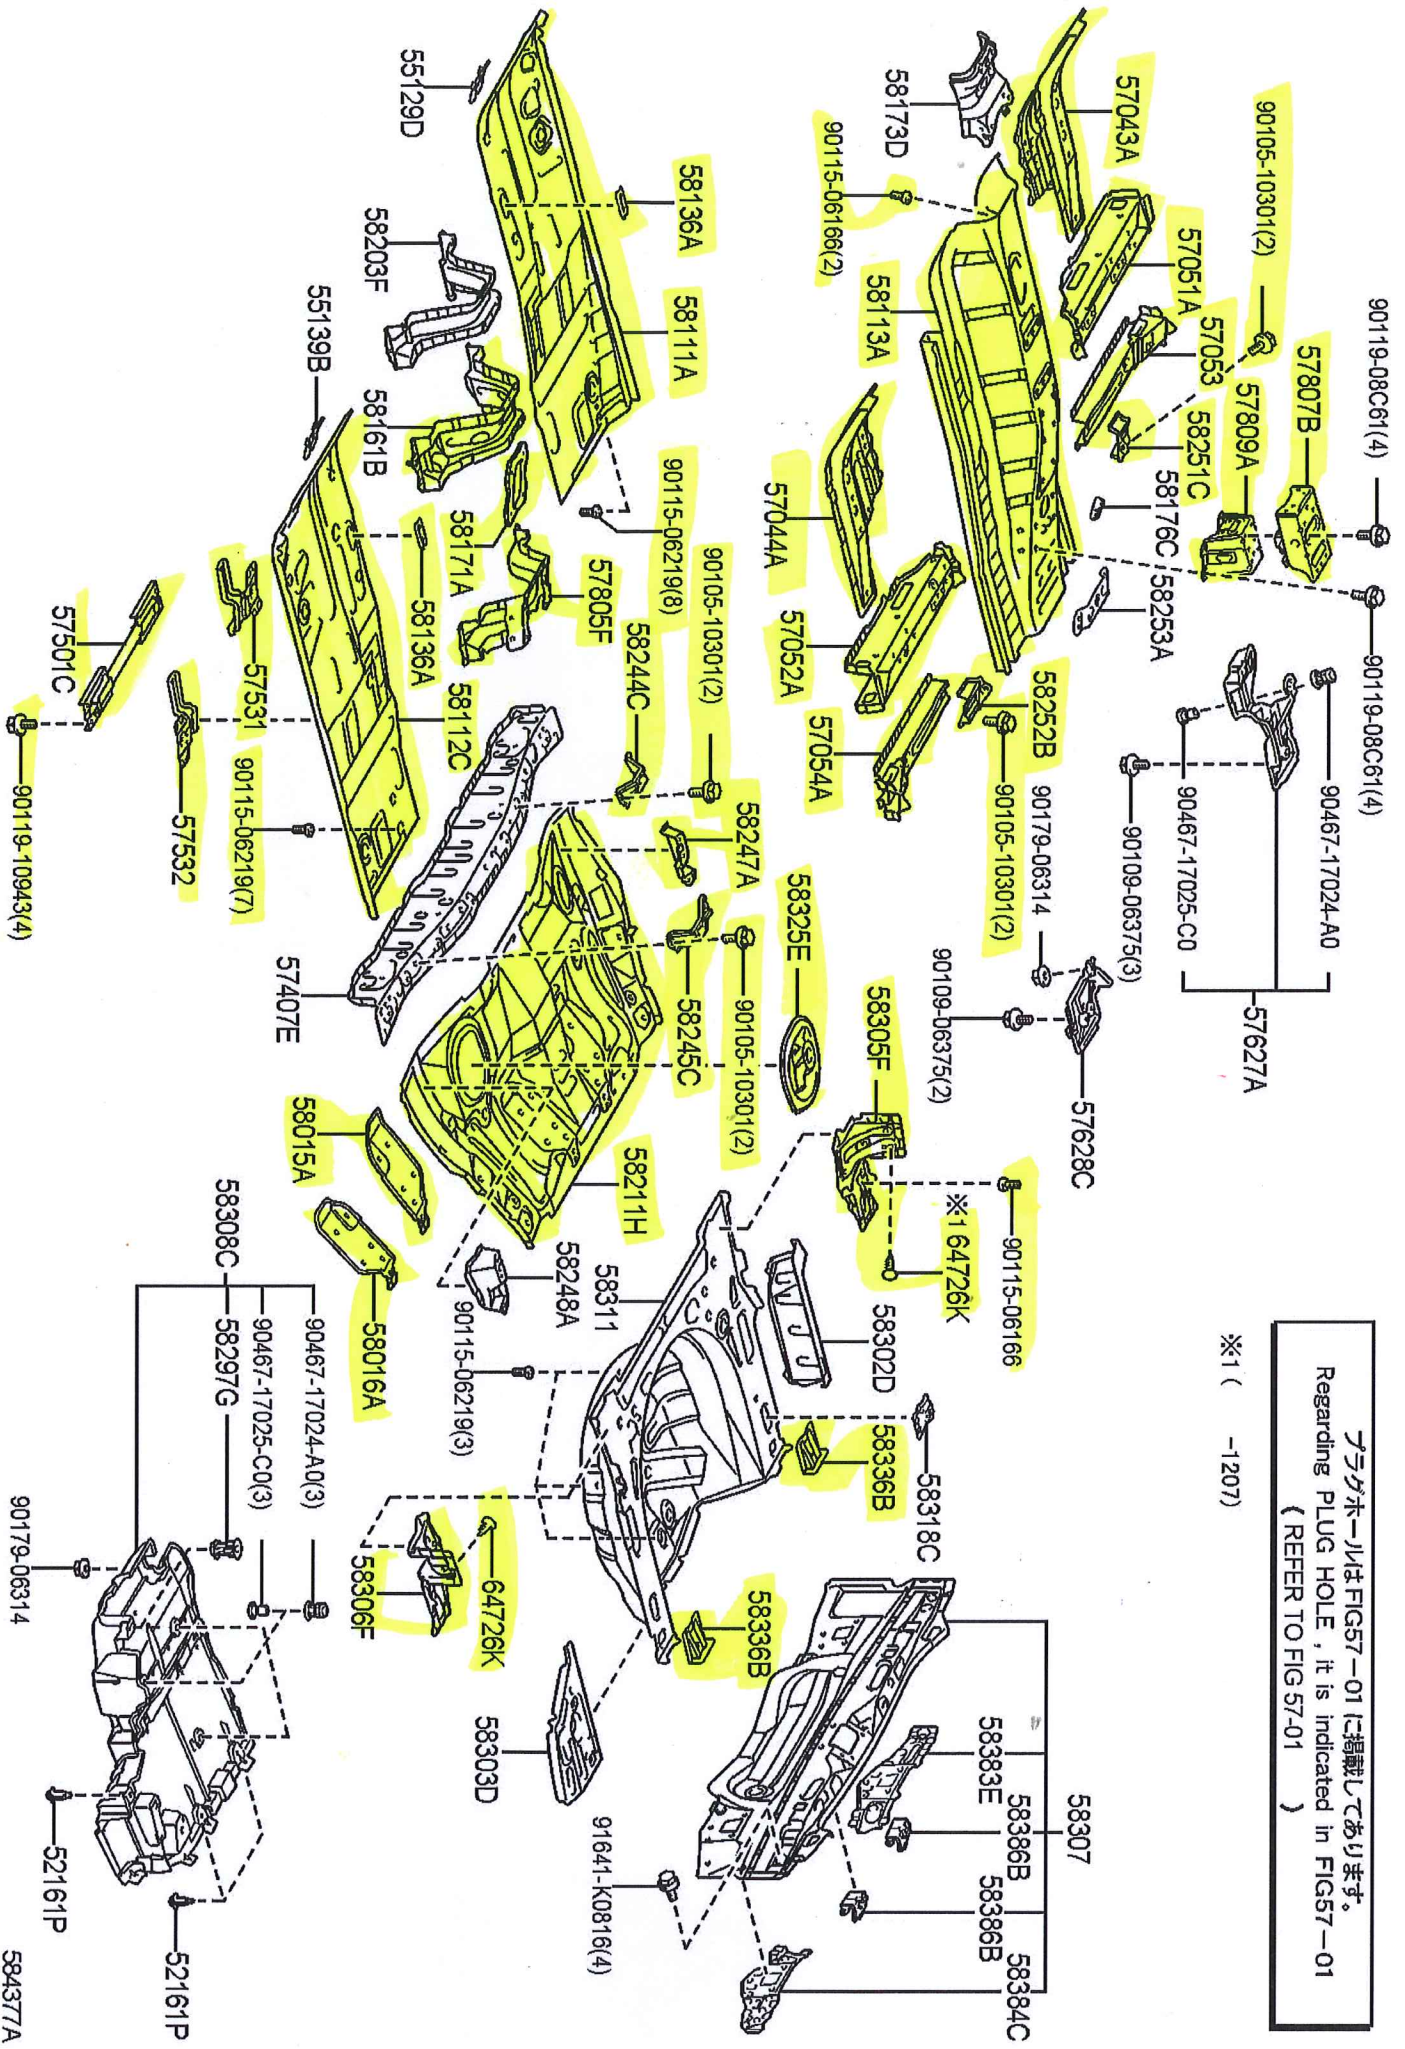 90119-08C61(4)
90119-08C61(4)
90467-17024-A0
90105-10301(2)
57807B
57809A
57043A
57051A
57053
58251C
58176C
58253A
90467-17025-C0
90109-06375(3)
57627A
58173D
90115-06166(2)
58113A
58252B
90105-10301(2)
90179-06314
57628C
90109-06375(2)
57044A
57052A
57054A
55129D
58136A
58111A
90115-06219(8)
90105-10301(2)
58247A
58325E
58305F
※1 64726K
90115-06166
58203F
58161B
58171A
57805F
58244C
55139B
58136A
58112C
58245C
90105-10301(2)
57407E
58211H
58248A
58311
58302D
58318C
58336B
57501C
57531
57532
90119-10943(4)
90115-06219(7)
58015A
58016A
90115-06219(3)
64726K
58306F
58336B
58303D
58307
58383E
58386B
58386B
58384C
91641-K0816(4)
58308C
58297G
90467-17025-C0(3)
90467-17024-A0(3)
90179-06314
52161P
52161P
※1 ( -1207)
プラグホールはFIG57-01に掲載してあります。
Regarding PLUG HOLE , it is indicated in FIG57-01
( REFER TO FIG 57-01 )
584377A